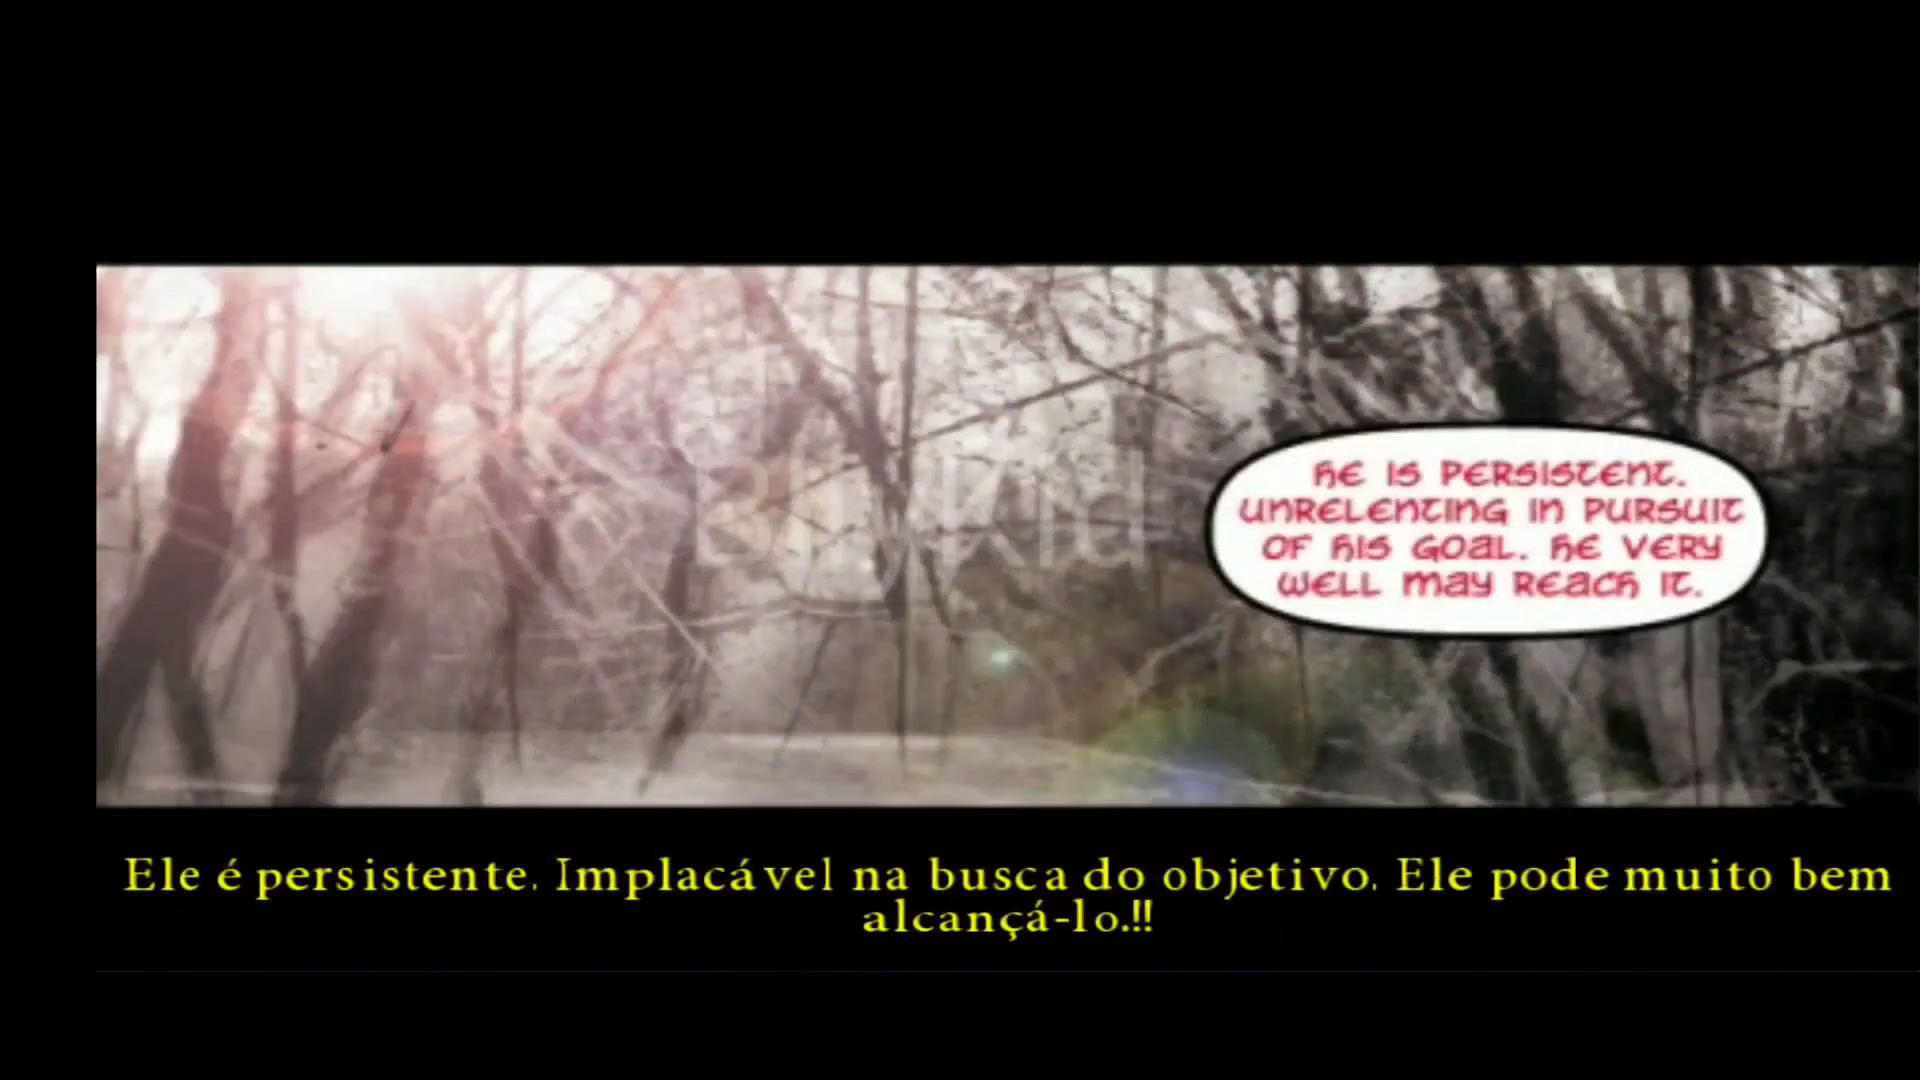 BlyKid
HE IS PERSISTENT.
UNRELENTING IN PURSUIT
OF HIS GOAL. HE VERY
WELL MAY REACH IT.
Ele é persistente. Implacável na busca do objetivo. Ele pode muito bem
alcançá-lo.!!